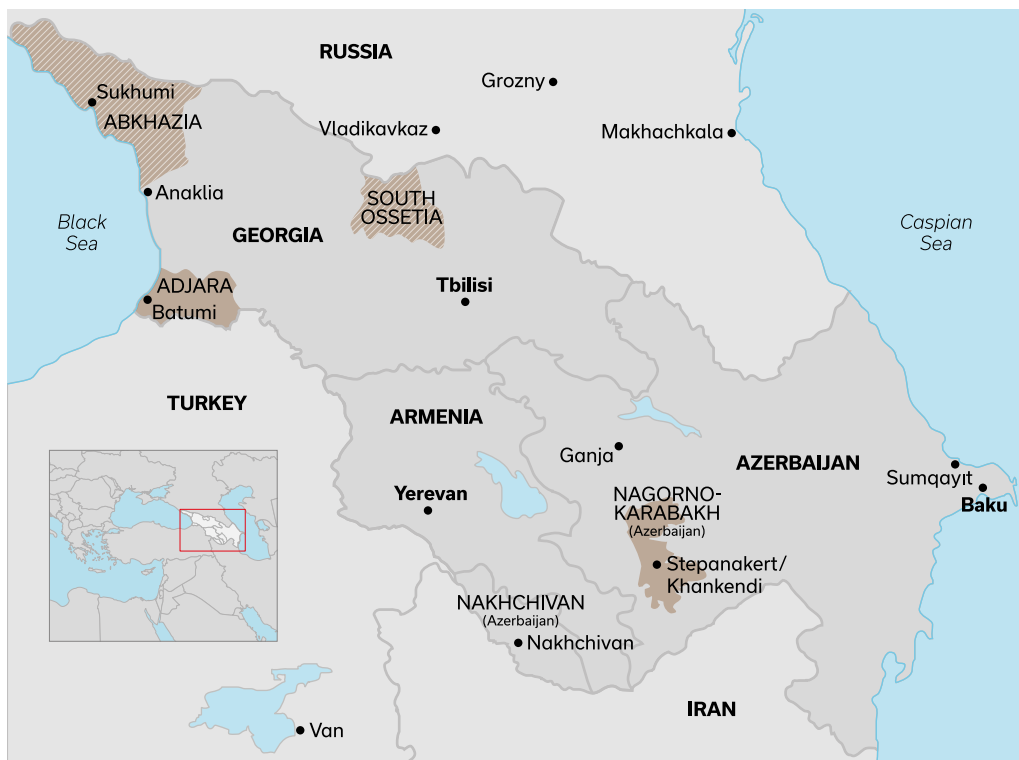 RUSSIA
Grozny
Sukhumi
ABKHAZIA
Vladikavkaz
Makhachkala
Anaklia
SOUTH
OSSETIA
Black
Sea
GEORGIA
Caspian
Sea
ADJARA
Batumi
Tbilisi
TURKEY
ARMENIA
Ganja
AZERBAIJAN
Sumqayit
Baku
Yerevan
NAGORNO-
KARABAKH
(Azerbaijan)
Stepanakert/
Khankendi
NAKHCHIVAN
(Azerbaijan)
Nakhchivan
IRAN
Van